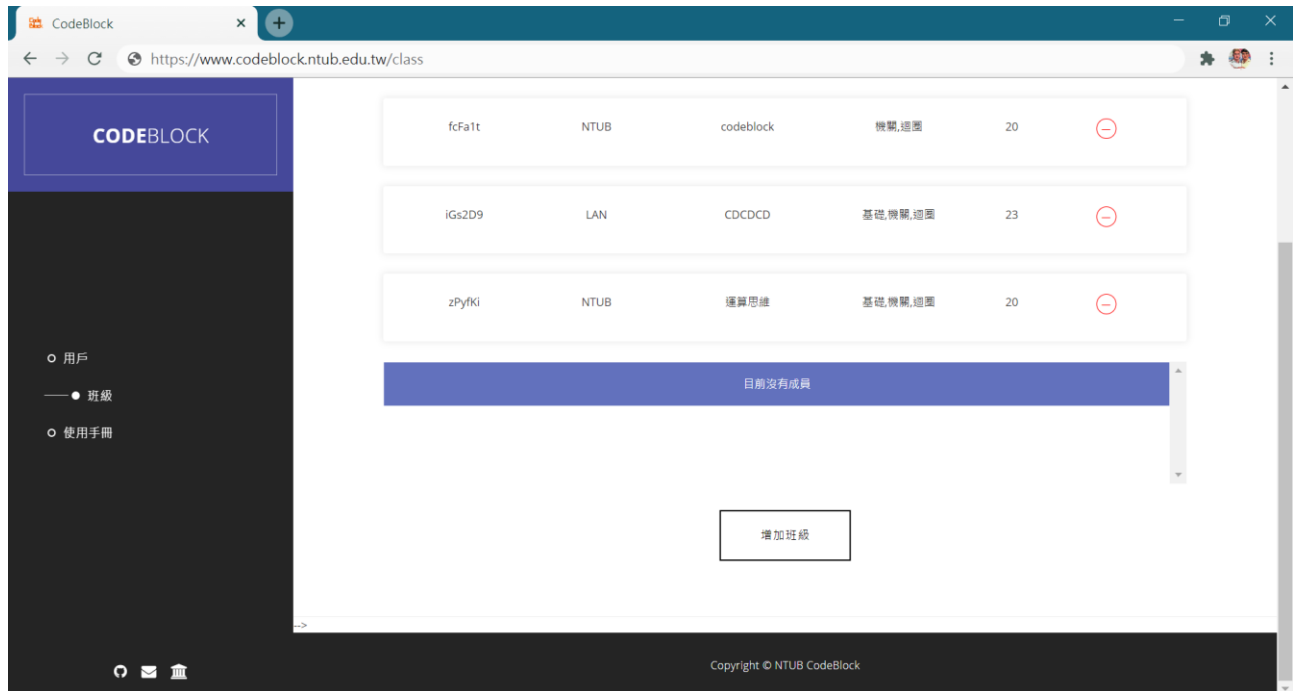 CodeBlock
https://www.codeblock.ntub.edu.tw/class
CODEBLOCK
fcFa1t NTUB codeblock 機關,迴圈 20
iGs2D9 LAN CDCDCD 基礎,機關,迴圈 23
zPyfKi NTUB 運算思維 基礎,機關,迴圈 20
用戶
班級
使用手冊
目前沒有成員
增加班級
-->
Copyright © NTUB CodeBlock